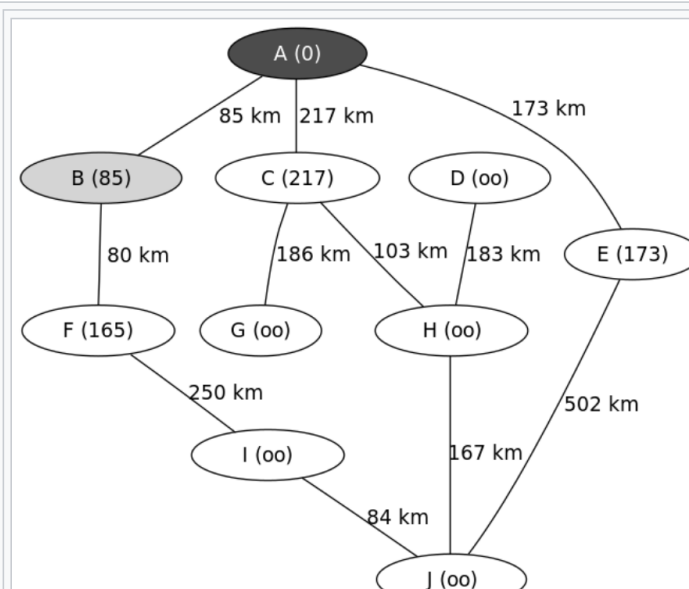 A (0)
85 km
217 km
173 km
B (85)
C (217)
D (oo)
E (173)
80 km
186 km
103 km
183 km
F (165)
G (oo)
H (oo)
250 km
502 km
I (oo)
167 km
84 km
J (oo)